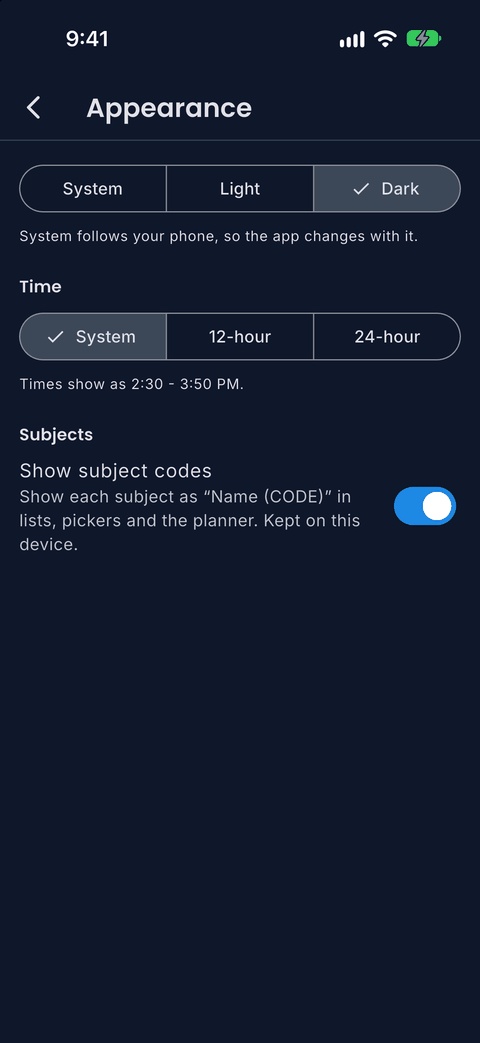 9:41
Appearance
System
Light
Dark
System follows your phone, so the app changes with it.
Time
System
12-hour
24-hour
Times show as 2:30 - 3:50 PM.
Subjects
Show subject codes
Show each subject as “Name (CODE)” in
lists, pickers and the planner. Kept on this
device.